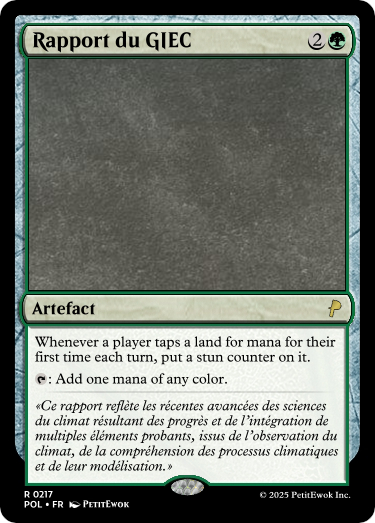 Rapport du GIEC 2
Artefact
Whenever a player taps a land for mana for their
first time each turn, put a stun counter on it.
: Add one mana of any color.
«Ce rapport reflète les récentes avancées des sciences
du climat résultant des progrès et de l'intégration de
multiples éléments probants, issus de l'observation du
climat, de la compréhension des processus climatiques
et de leur modélisation.»
R 0217
POL • FR PETITEWOK
© 2025 PetitEwok Inc.